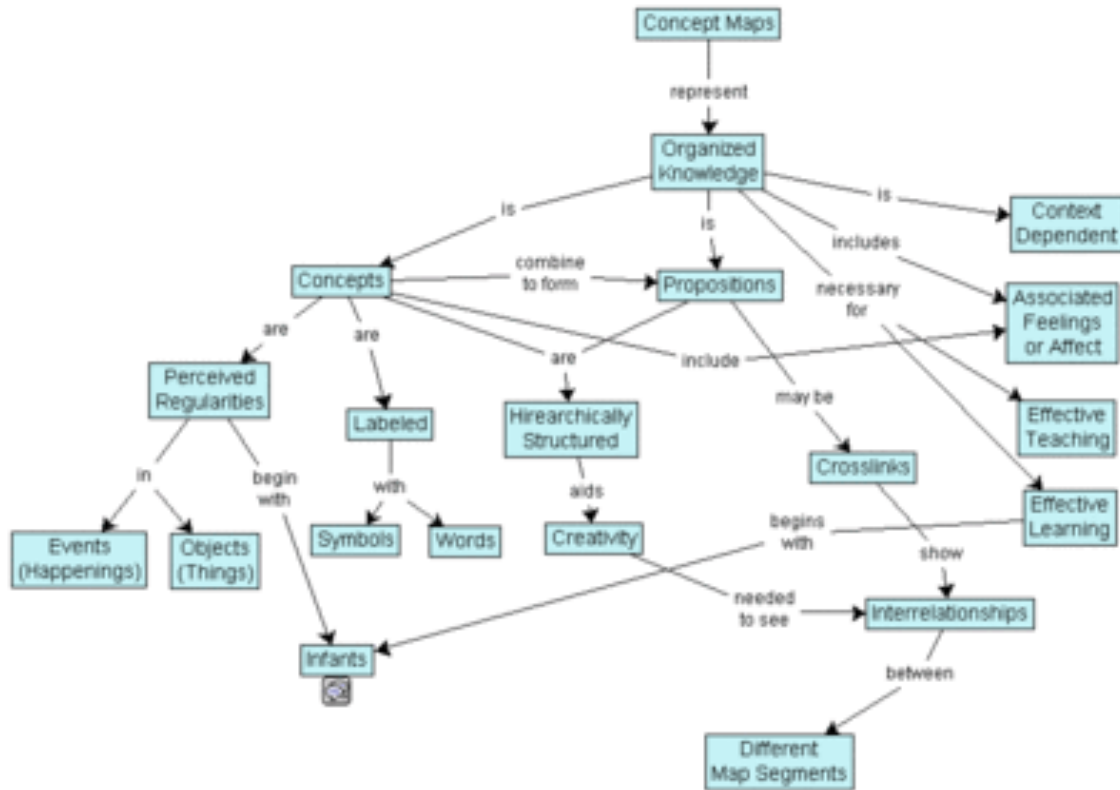 Concept Maps
represent
Organized
Knowledge
is
is
is
Context
Dependent
includes
combine
to form
Concepts
Propositions
necessary
for
Associated
Feelings
or Affect
are
are
are
include
Perceived
Regularities
may be
Labeled
Hirearchically
Structured
Effective
Teaching
Crosslinks
in
begin
with
with
aids
Effective
Learning
begins
with
Events
(Happenings)
Objects
(Things)
Symbols
Words
Creativity
show
needed
to see
Interrelationships
Infants
between
Different
Map Segments